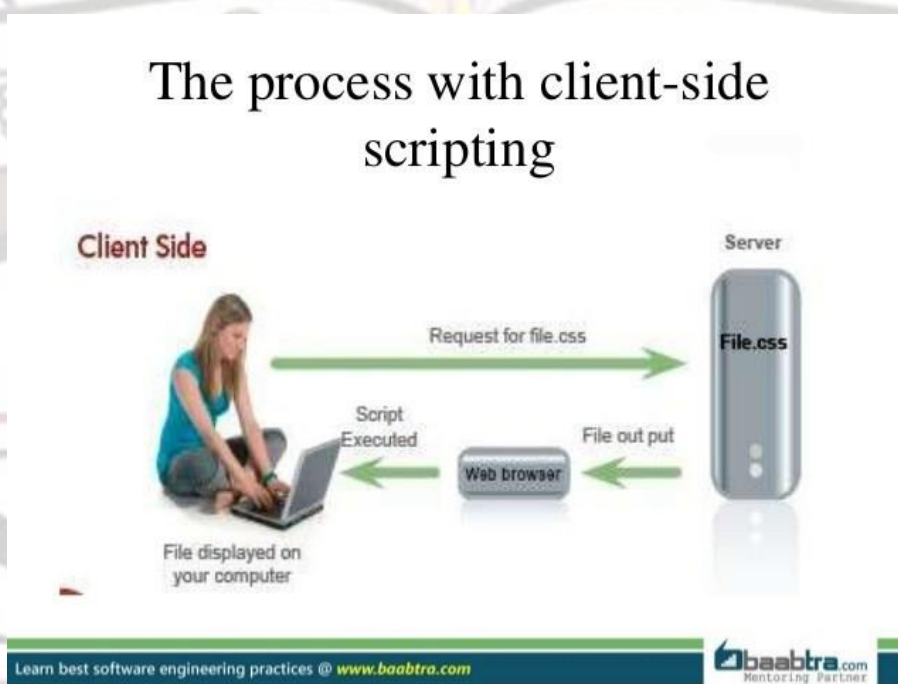 The process with client-side
scripting
Client Side
Server
Request for file.css
File.css
Script
Executed
File out put
Web browser
File displayed on
your computer
Learn best software engineering practices @ www.baabtra.com
baabtra.com
Mentoring Partner